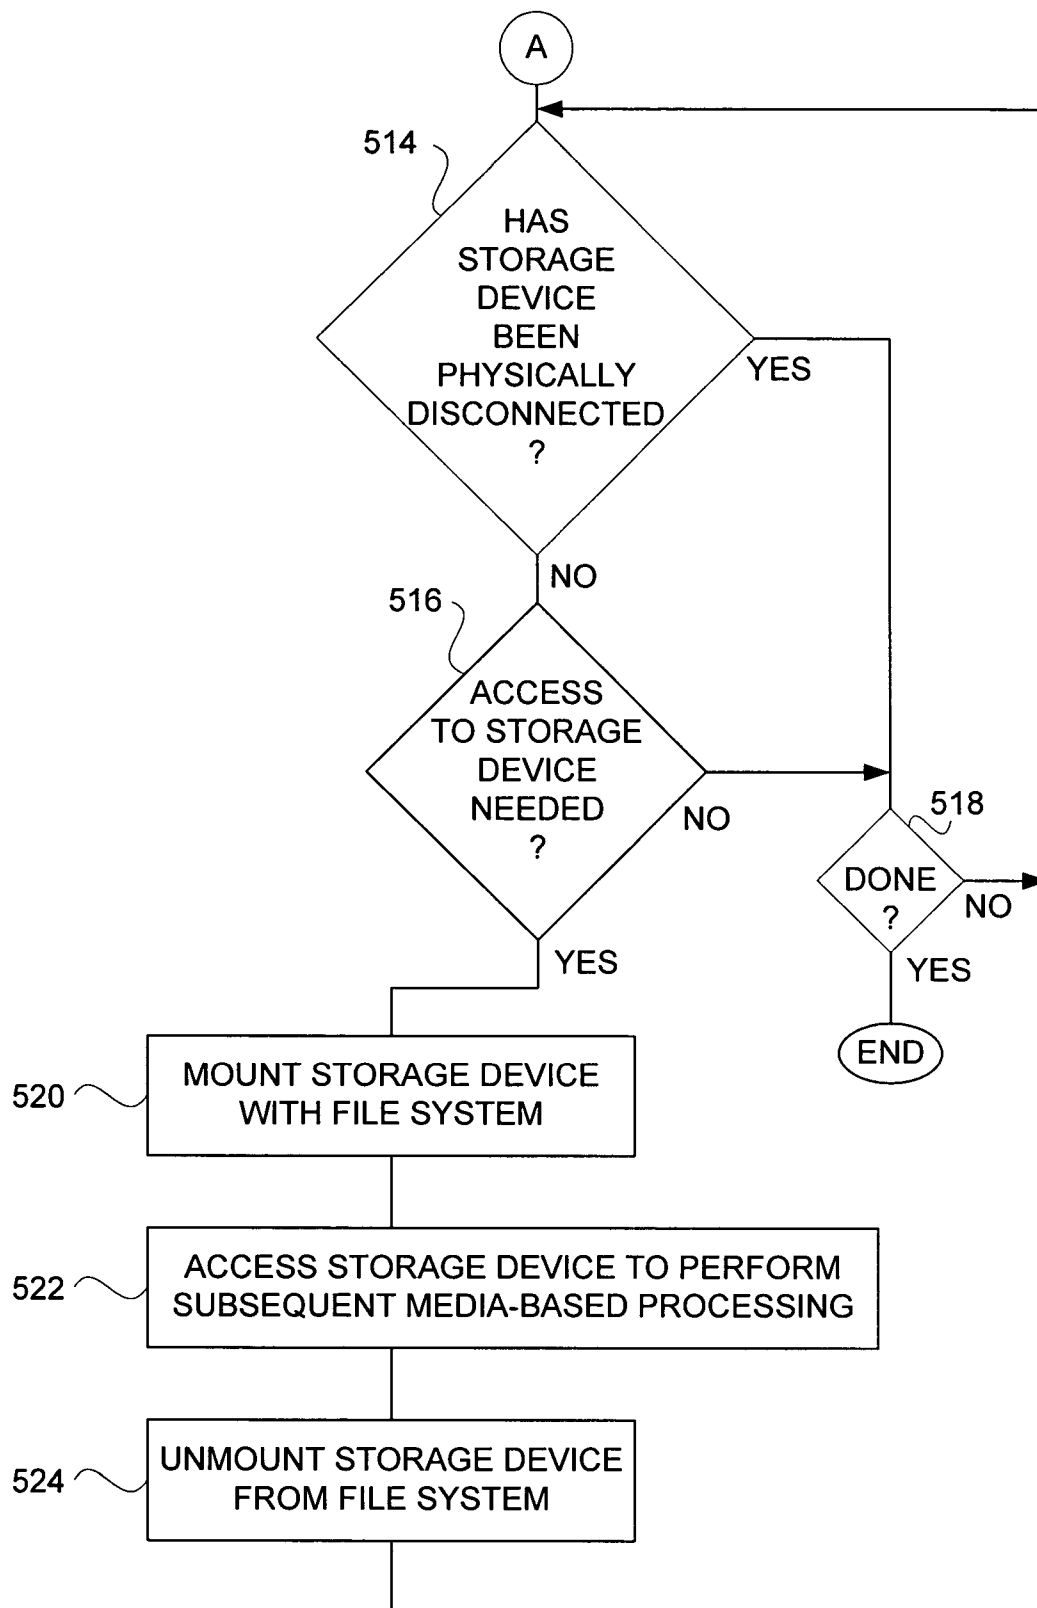 A
514
HAS
STORAGE
DEVICE
BEEN
PHYSICALLY
DISCONNECTED
?
YES
NO
516
ACCESS
TO STORAGE
DEVICE
NEEDED
?
NO
518
DONE
?
NO
YES
YES
END
520
MOUNT STORAGE DEVICE
WITH FILE SYSTEM
522
ACCESS STORAGE DEVICE TO PERFORM
SUBSEQUENT MEDIA-BASED PROCESSING
524
UNMOUNT STORAGE DEVICE
FROM FILE SYSTEM